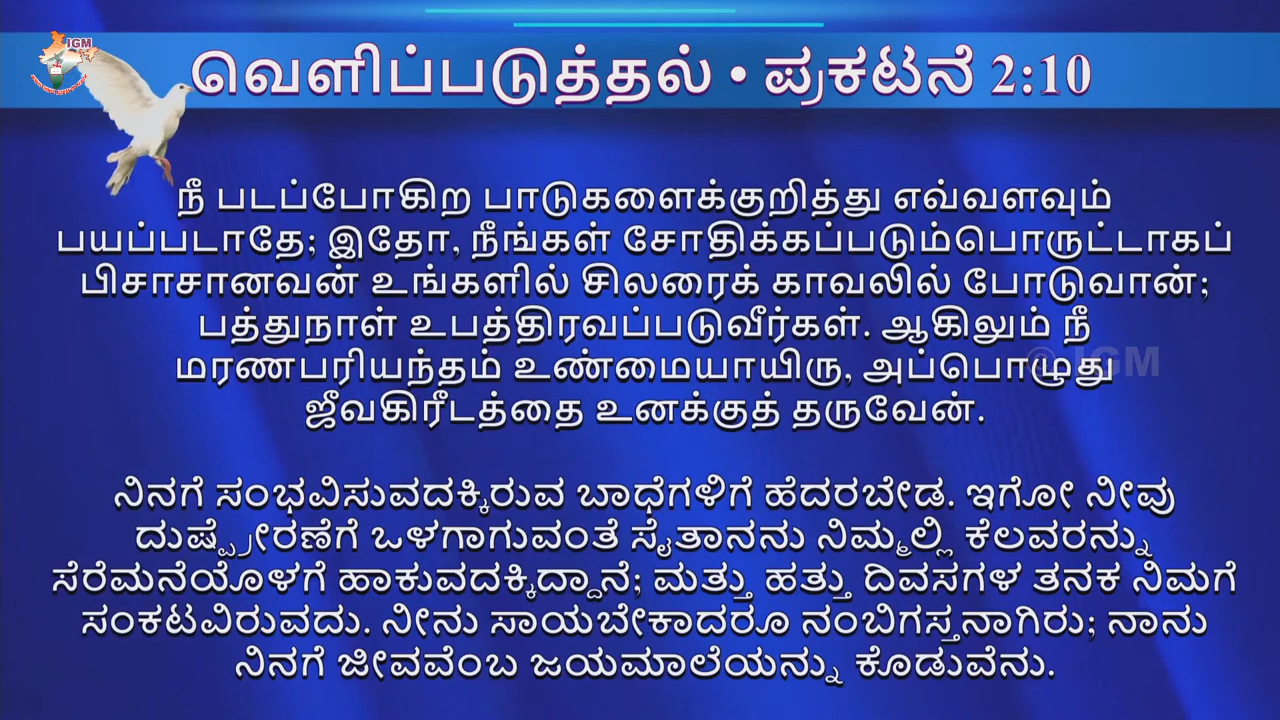 IGM
வெளிப்படுத்தல் • ಪ್ರಕಟನೆ 2:10
நீ படப்போகிற பாடுகளைக்குறித்து எவ்வளவும்
பயப்படாதே; இதோ, நீங்கள் சோதிக்கப்படும்பொருட்டாகப்
பிசாசானவன் உங்களில் சிலரைக் காவலில் போடுவான்;
பத்துநாள் உபத்திரவப்படுவீர்கள். ஆகிலும் நீ
மரணபரியந்தம் உண்மையாயிரு, அப்பொழுது
© IGM
ஜீவகிரீடத்தை உனக்குத் தருவேன்.
ನಿನಗೆ ಸಂಭವಿಸುವದಕ್ಕಿರುವ ಬಾಧೆಗಳಿಗೆ ಹೆದರಬೇಡ. ಇಗೋ ನೀವು
ದುಷ್ಪ್ರೇರಣೆಗೆ ಒಳಗಾಗುವಂತೆ ಸೈತಾನನು ನಿಮ್ಮಲ್ಲಿ ಕೆಲವರನ್ನು
ಸೆರೆಮನೆಯೊಳಗೆ ಹಾಕುವದಕ್ಕಿದ್ದಾನೆ; ಮತ್ತು ಹತ್ತು ದಿವಸಗಳ ತನಕ ನಿಮಗೆ
ಸಂಕಟವಿರುವದು. ನೀನು ಸಾಯಬೇಕಾದರೂ ನಂಬಿಗಸ್ತನಾಗಿರು; ನಾನು
ನಿನಗೆ ಜೀವವೆಂಬ ಜಯಮಾಲೆಯನ್ನು ಕೊಡುವೆನು.